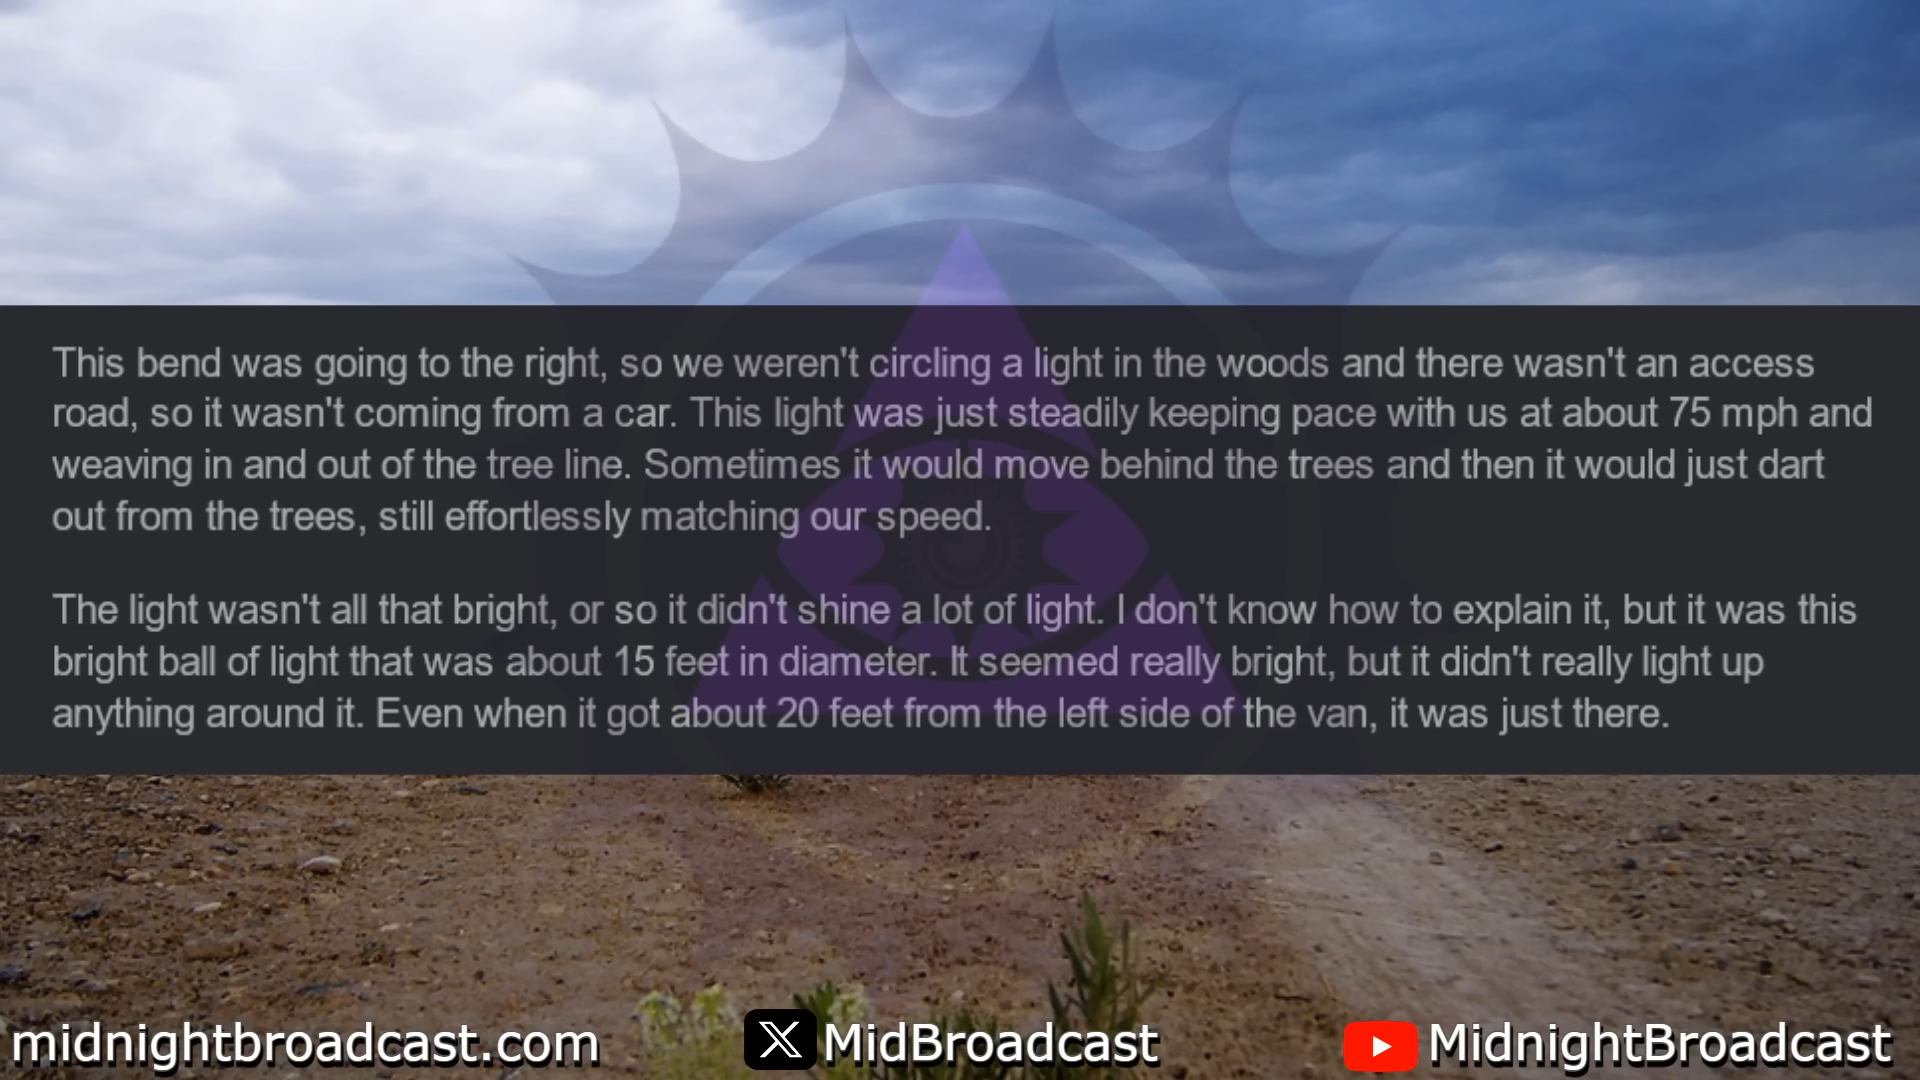 This bend was going to the right, so we weren't circling a light in the woods and there wasn't an access
road, so it wasn't coming from a car. This light was just steadily keeping pace with us at about 75 mph and
weaving in and out of the tree line. Sometimes it would move behind the trees and then it would just dart
out from the trees, still effortlessly matching our speed.
The light wasn't all that bright, or so it didn't shine a lot of light. I don't know how to explain it, but it was this
bright ball of light that was about 15 feet in diameter. It seemed really bright, but it didn't really light up
anything around it. Even when it got about 20 feet from the left side of the van, it was just there.
midnightbroadcast.com
MidBroadcast
MidnightBroadcast